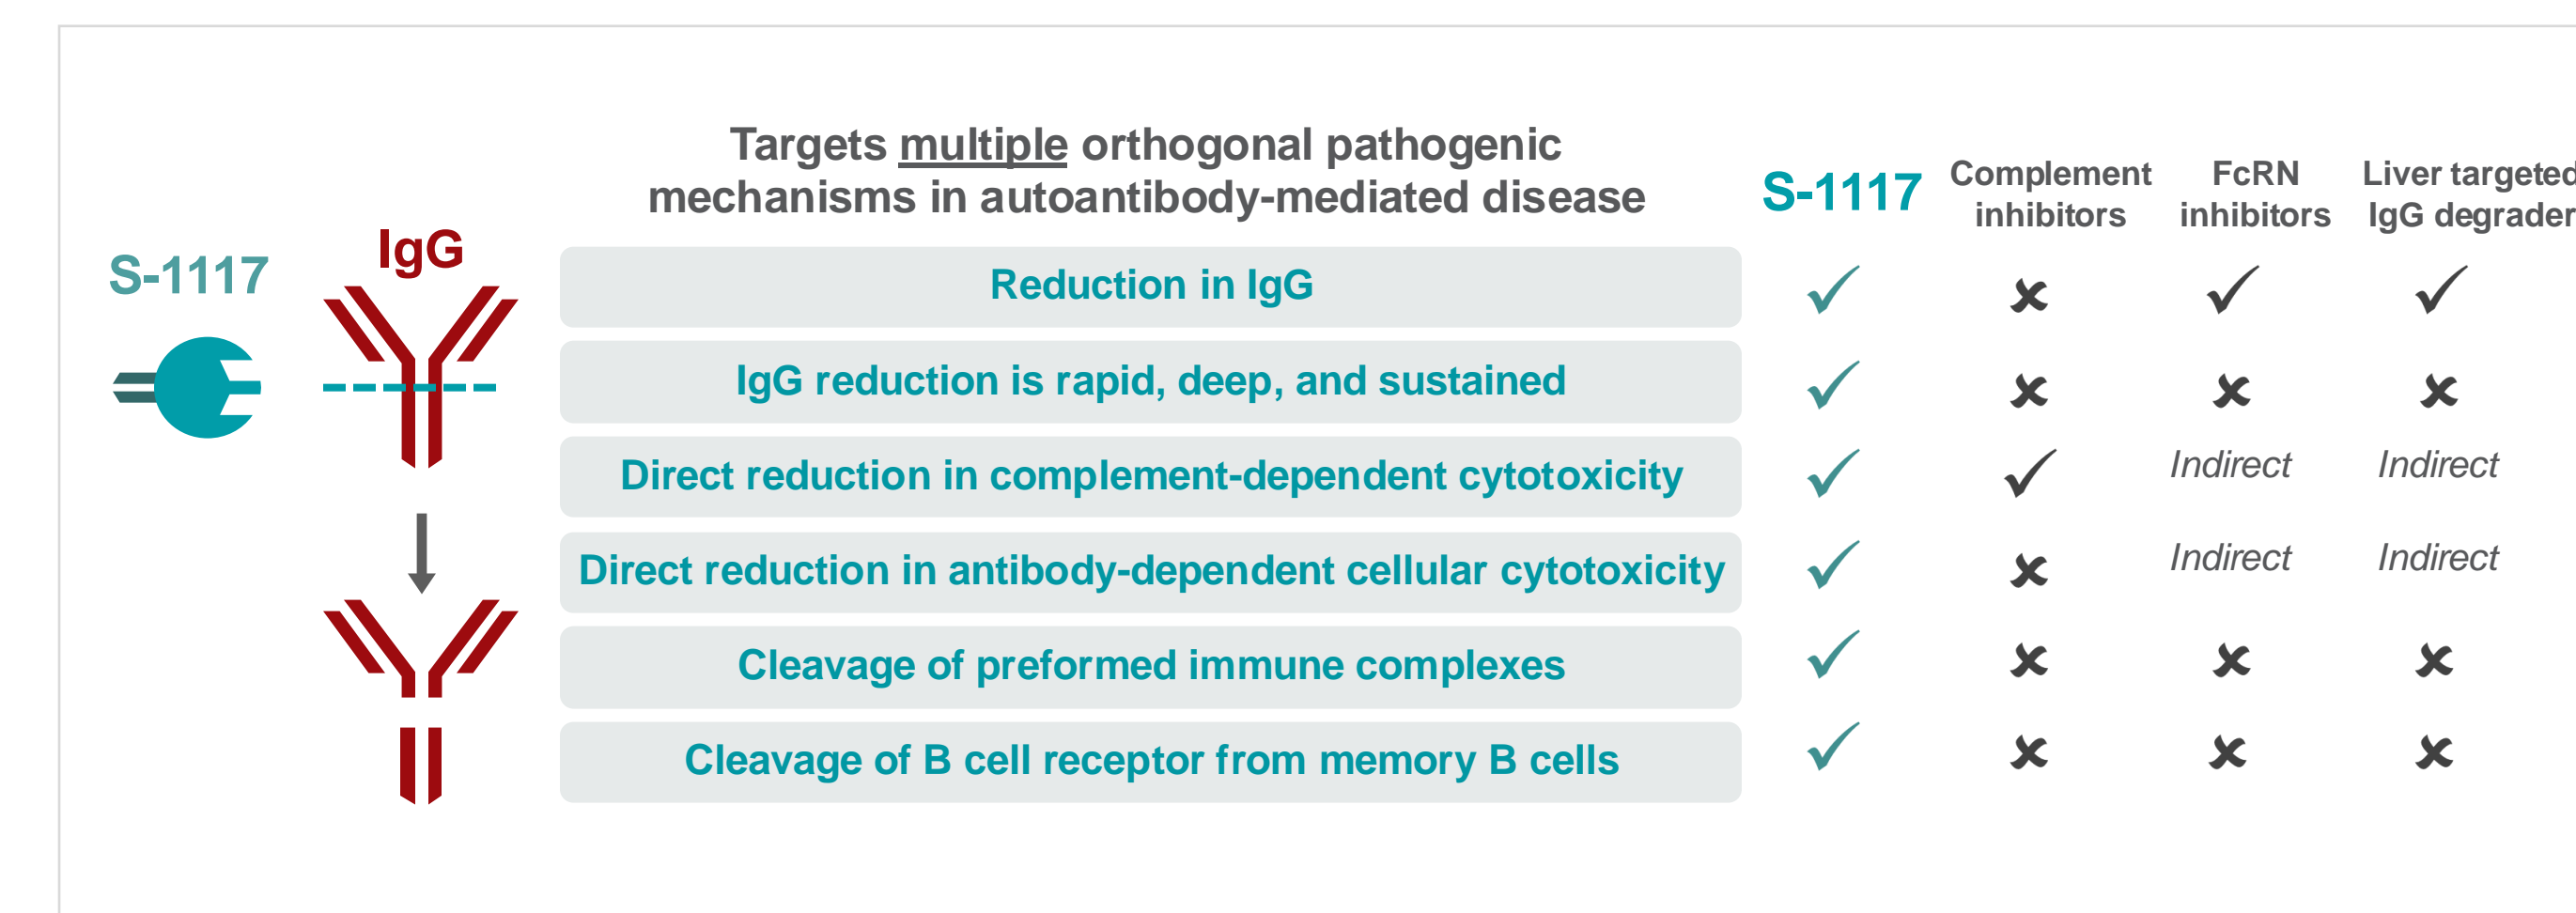 Targets multiple orthogonal pathogenic
mechanisms in autoantibody-mediated disease
S-1117
Complement
inhibitors
FcRN
inhibitors
Liver targeted
IgG degrader
S-1117
IgG
Reduction in IgG
✓ ✘ ✓ ✓
IgG reduction is rapid, deep, and sustained
✓ ✘ ✘ ✘
Direct reduction in complement-dependent cytotoxicity
✓ ✓ Indirect Indirect
Direct reduction in antibody-dependent cellular cytotoxicity
✓ ✘ Indirect Indirect
Cleavage of preformed immune complexes
✓ ✘ ✘ ✘
Cleavage of B cell receptor from memory B cells
✓ ✘ ✘ ✘